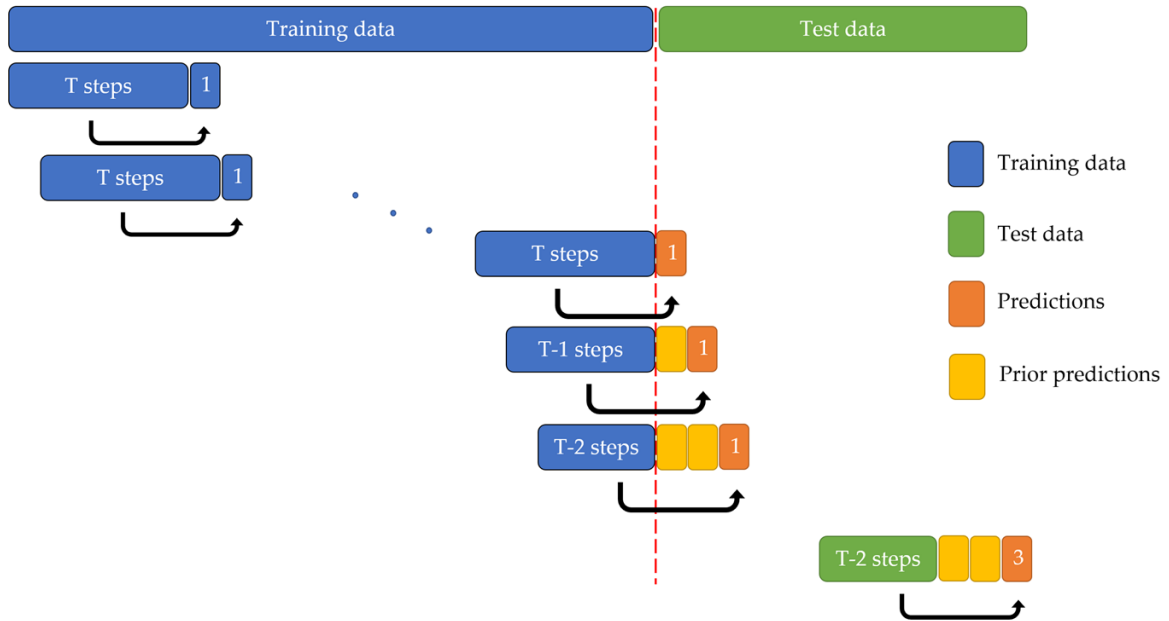 Training data
Test data
T steps
1
T steps
1
Training data
Test data
T steps
1
Predictions
T-1 steps
1
Prior predictions
T-2 steps
1
T-2 steps
3